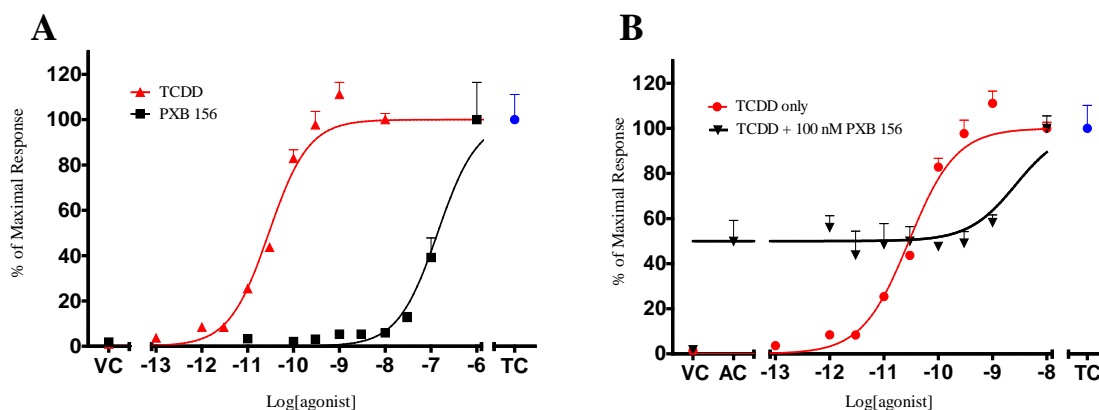 A
% of Maximal Response
120
100
80
60
40
20
0
TCDD
PXB 156
VC -13 -12 -11 -10 -9 -8 -7 -6 TC
Log[agonist]
B
% of Maximal Response
120
100
80
60
40
20
0
TCDD only
TCDD + 100 nM PXB 156
VC AC -13 -12 -11 -10 -9 -8 TC
Log[agonist]